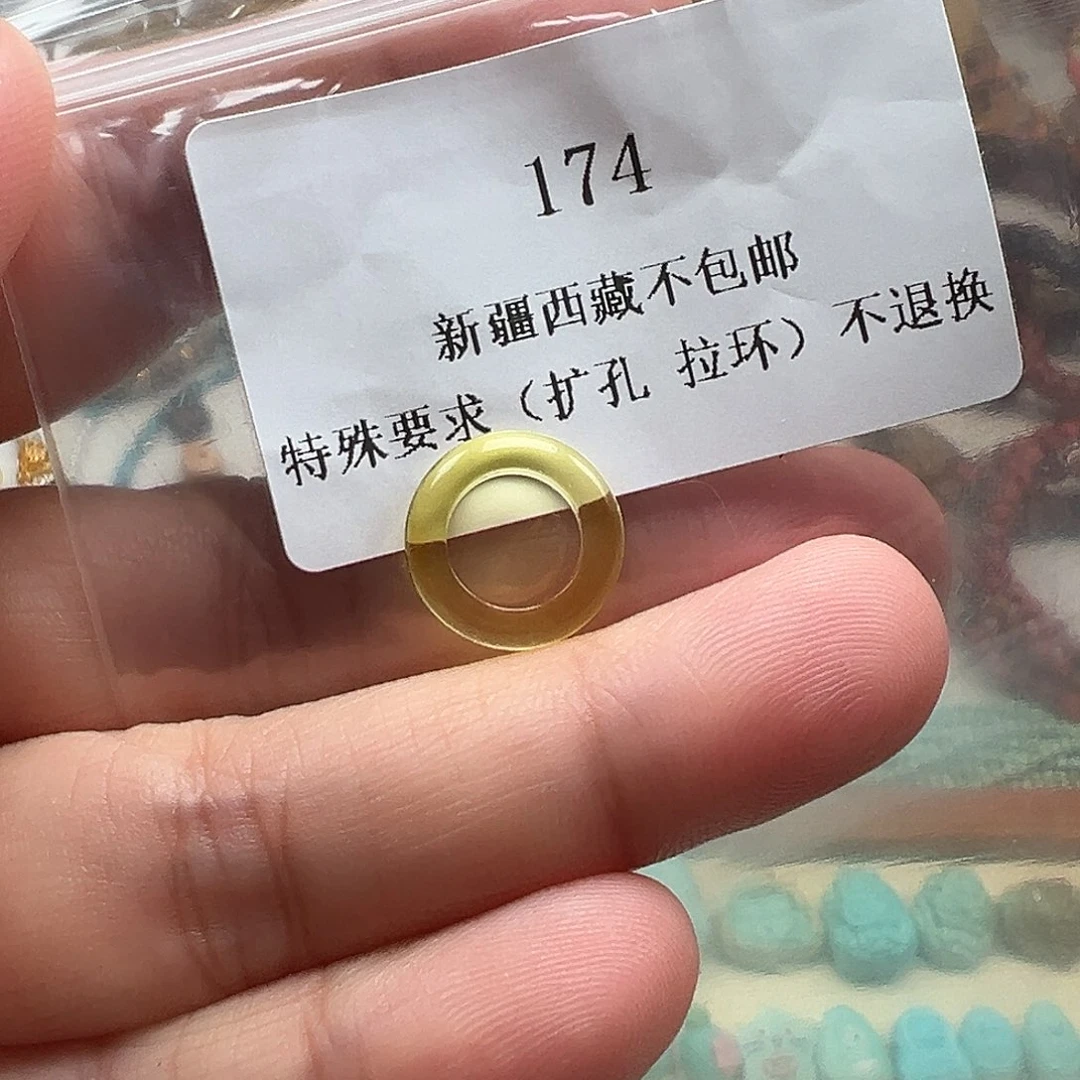 174
新疆西藏不包邮
特殊要求（扩孔 拉环）不退换